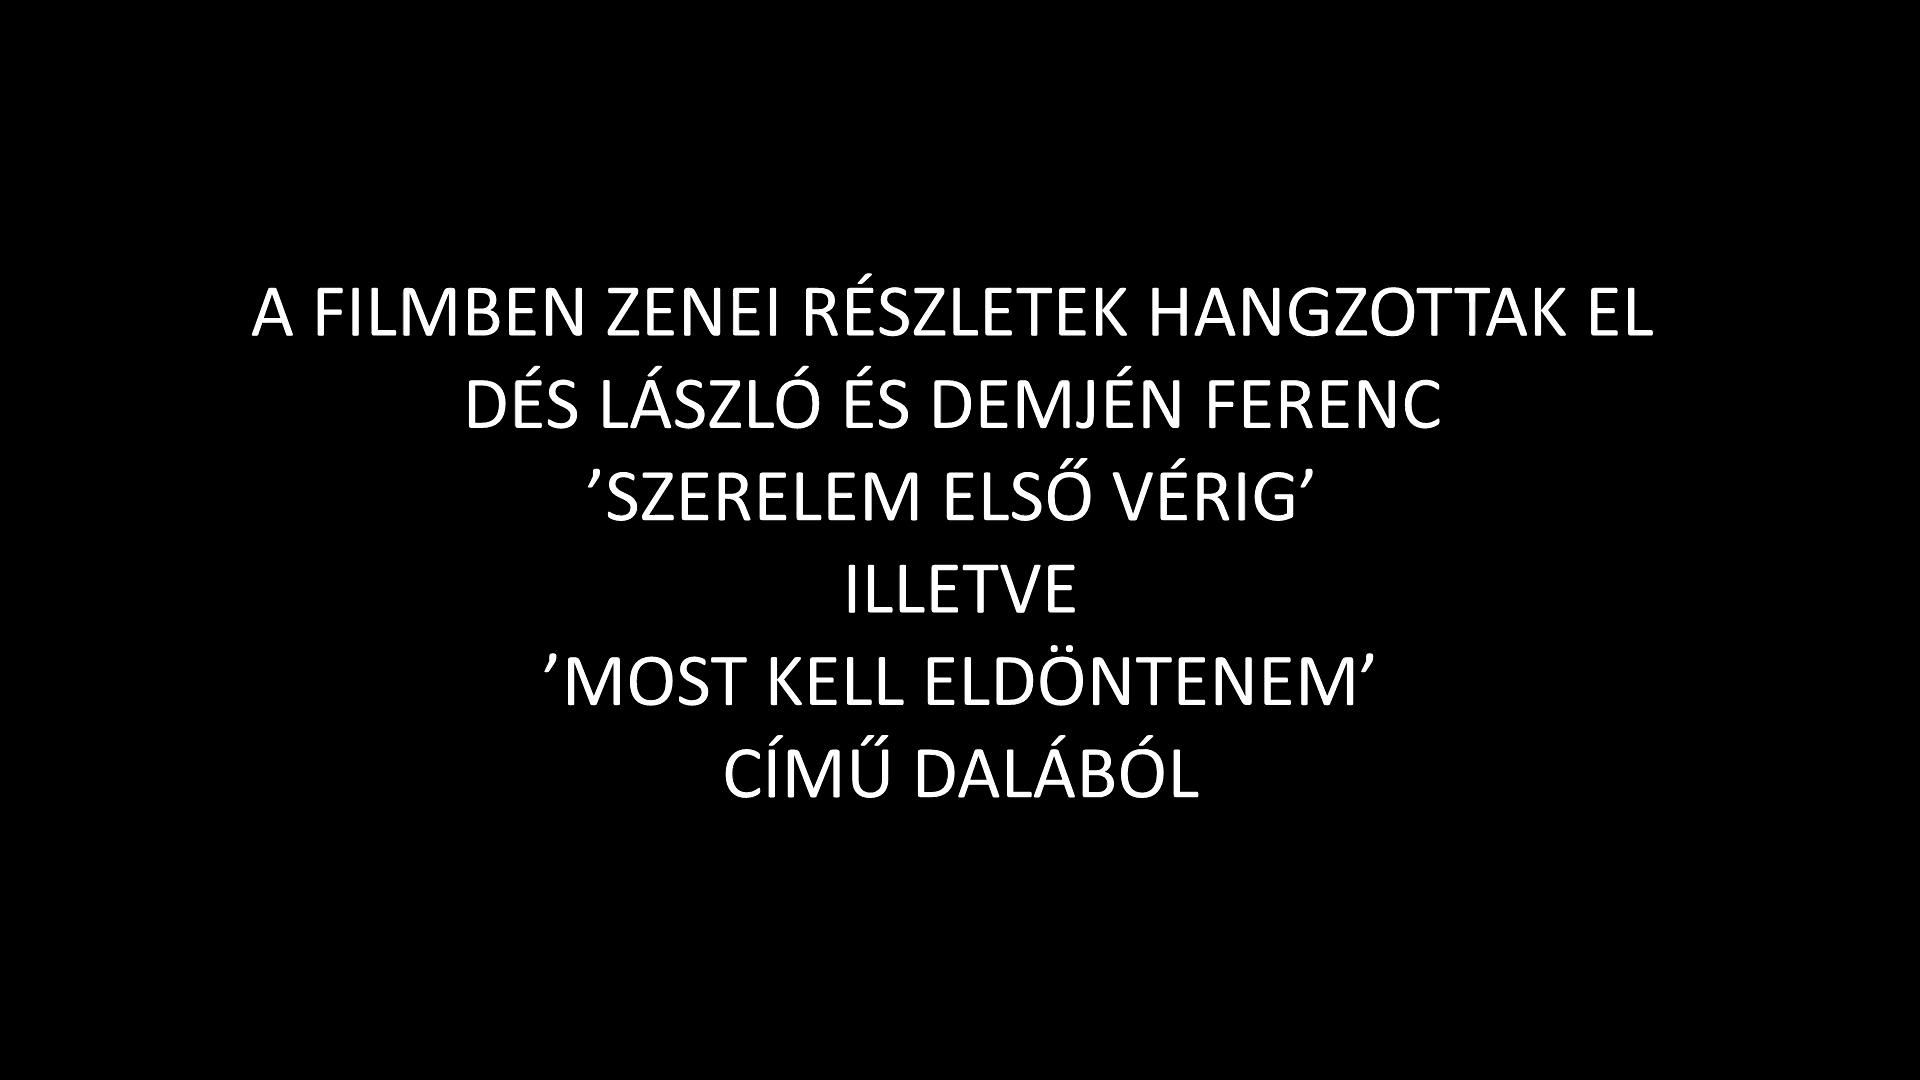 A FILMBEN ZENEI RÉSZLETEK HANGZOTTAK EL
DÉS LÁSZLÓ ÉS DEMJÉN FERENC
’SZERELEM ELSŐ VÉRIG’
ILLETVE
’MOST KELL ELDÖNTENEM’
CÍMŰ DALÁBÓL